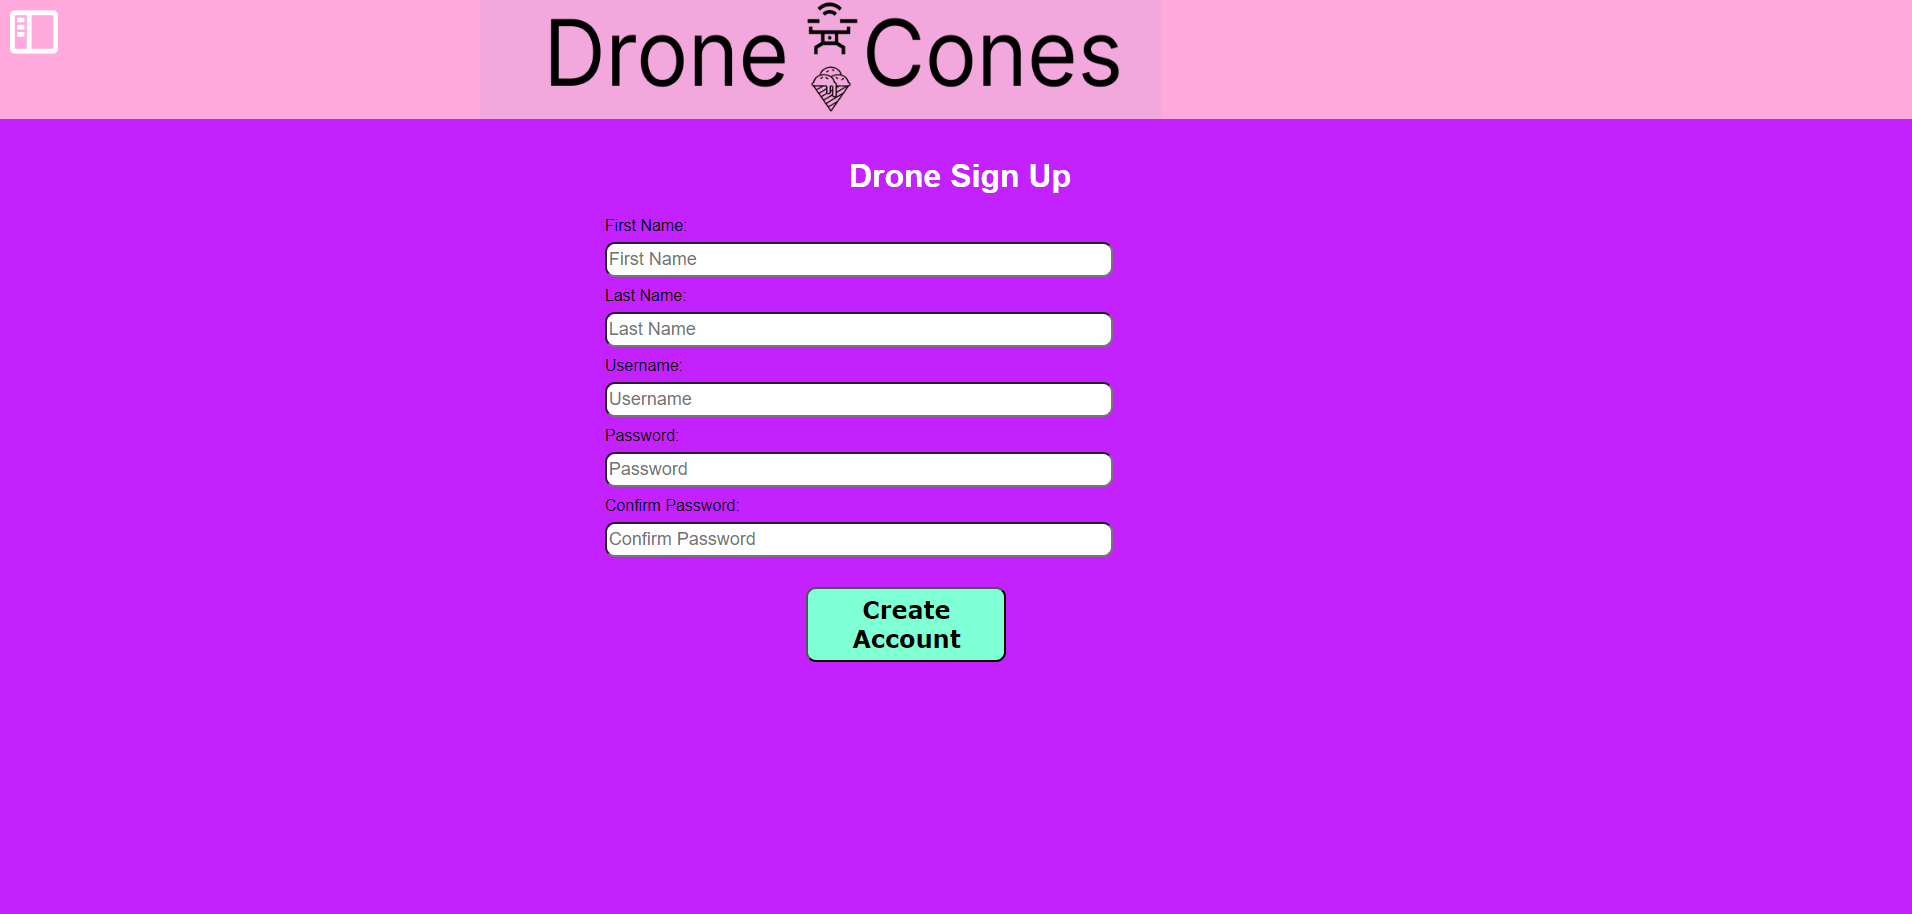 Drone Cones
Drone Sign Up
First Name:
First Name
Last Name:
Last Name
Username:
Username
Password:
Password
Confirm Password:
Confirm Password
Create
Account